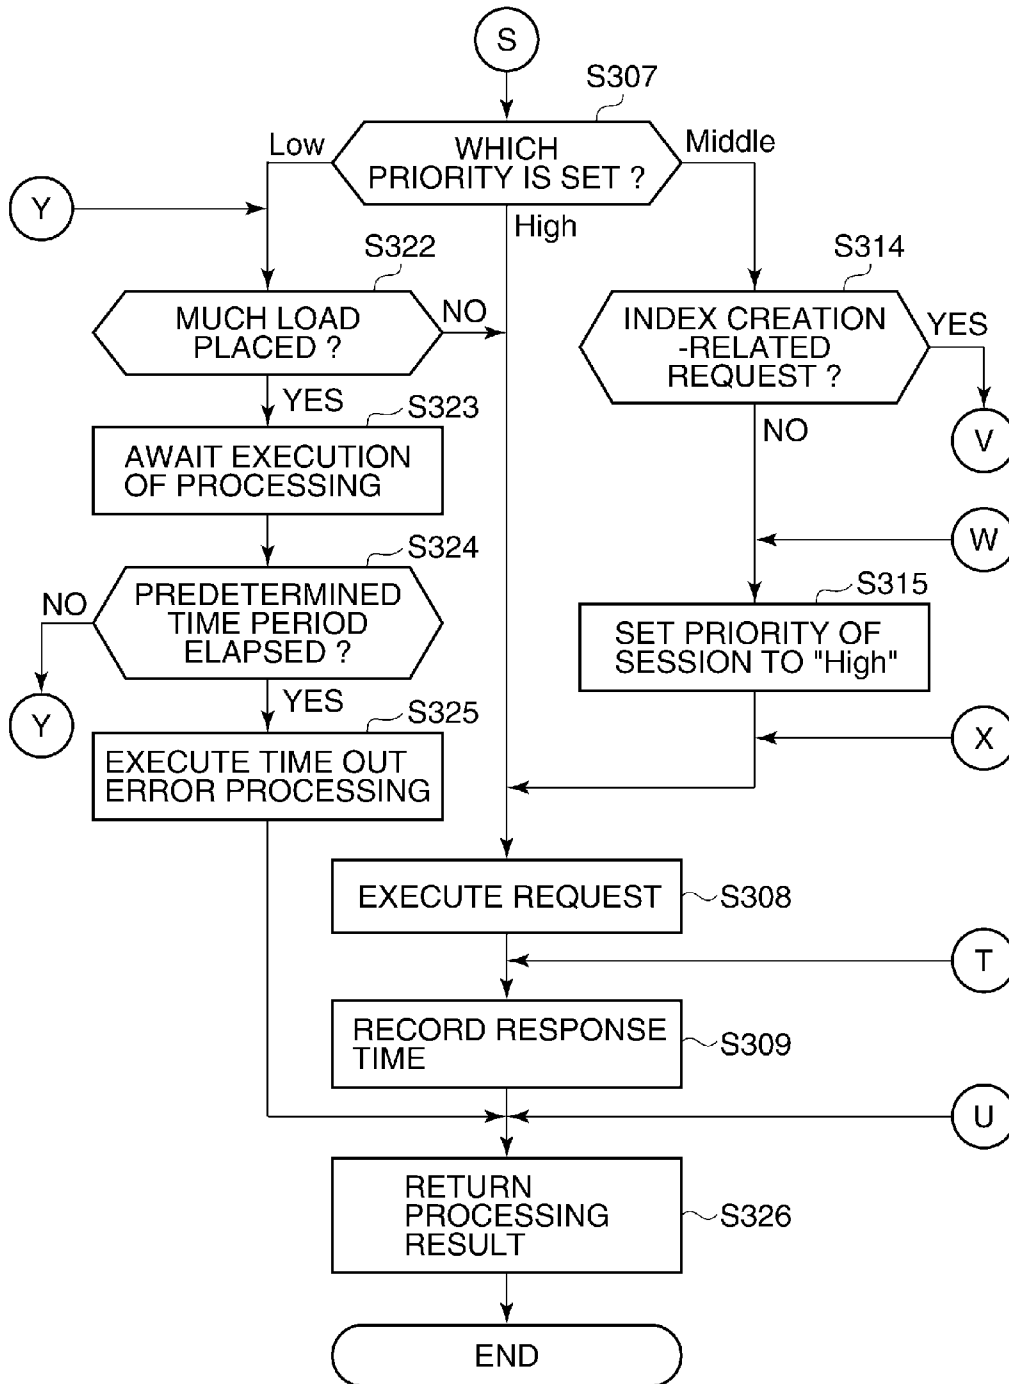 S
S307
Low
WHICH
PRIORITY IS SET ?
Middle
Y
High
S322
S314
MUCH LOAD
PLACED ?
NO
INDEX CREATION
-RELATED
REQUEST ?
YES
YES
S323
NO
V
AWAIT EXECUTION
OF PROCESSING
W
S324
NO
PREDETERMINED
TIME PERIOD
ELAPSED ?
S315
SET PRIORITY OF
SESSION TO "High"
YES
Y
S325
X
EXECUTE TIME OUT
ERROR PROCESSING
EXECUTE REQUEST
S308
T
RECORD RESPONSE
TIME
S309
U
RETURN
PROCESSING
RESULT
S326
END